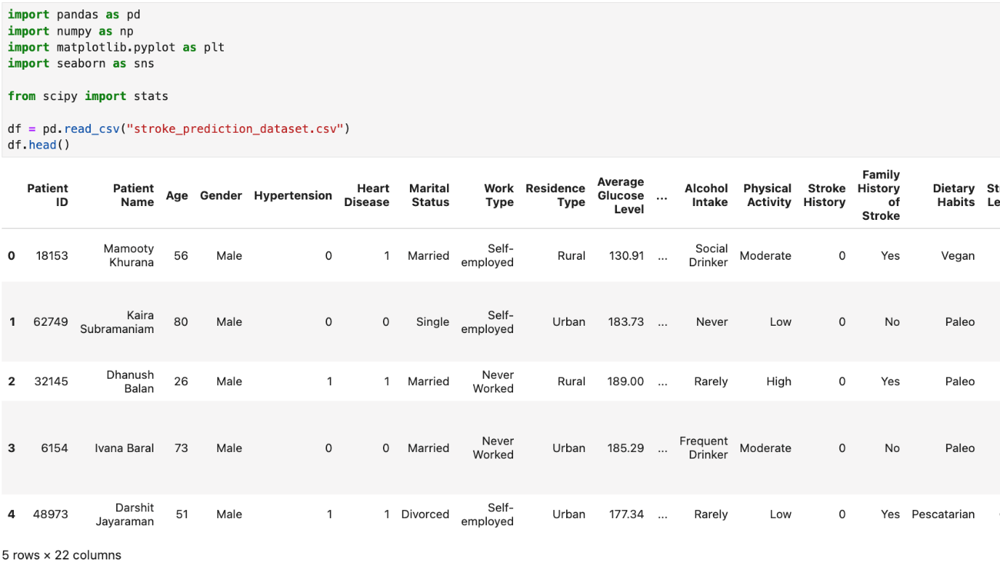 import pandas as pd
import numpy as np
import matplotlib.pyplot as plt
import seaborn as sns
from scipy import stats
df = pd.read_csv("stroke_prediction_dataset.csv")
df.head()
Patient ID Patient Name Age Gender Hypertension Heart Disease Marital Status Work Type Residence Type Average Glucose Level ... Alcohol Intake Physical Activity Stroke History Family History of Stroke Dietary Habits
0 18153 Mamooty Khurana 56 Male 0 1 Married Self-employed Rural 130.91 ... Social Drinker Moderate 0 Yes Vegan
1 62749 Kaira Subramaniam 80 Male 0 0 Single Self-employed Urban 183.73 ... Never Low 0 No Paleo
2 32145 Dhanush Balan 26 Male 1 1 Married Never Worked Rural 189.00 ... Rarely High 0 Yes Paleo
3 6154 Ivana Baral 73 Male 0 0 Married Never Worked Urban 185.29 ... Frequent Drinker Moderate 0 No Paleo
4 48973 Darshit Jayaraman 51 Male 1 1 Divorced Self-employed Urban 177.34 ... Rarely Low 0 Yes Pescatarian
5 rows × 22 columns